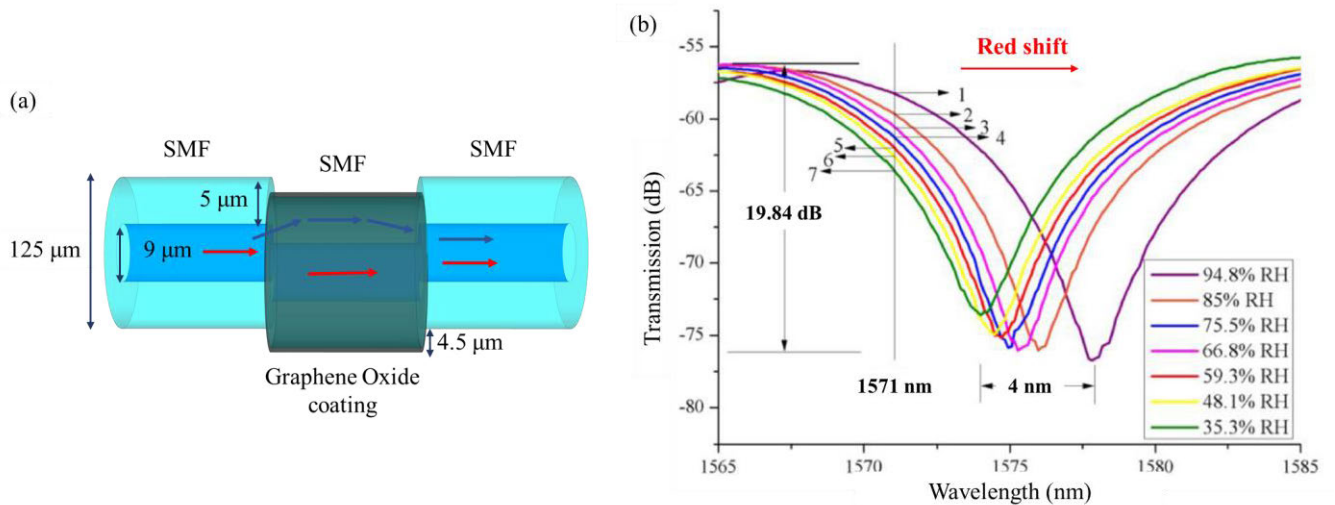 (a)
SMF
SMF
SMF
5 μm
125 μm
9 μm
4.5 μm
Graphene Oxide
coating
(b)
Red shift
1
2
3
4
5
6
7
19.84 dB
1571 nm
4 nm
94.8% RH
85% RH
75.5% RH
66.8% RH
59.3% RH
48.1% RH
35.3% RH
Transmission (dB)
-55
-60
-65
-70
-75
-80
1565
1570
1575
1580
1585
Wavelength (nm)